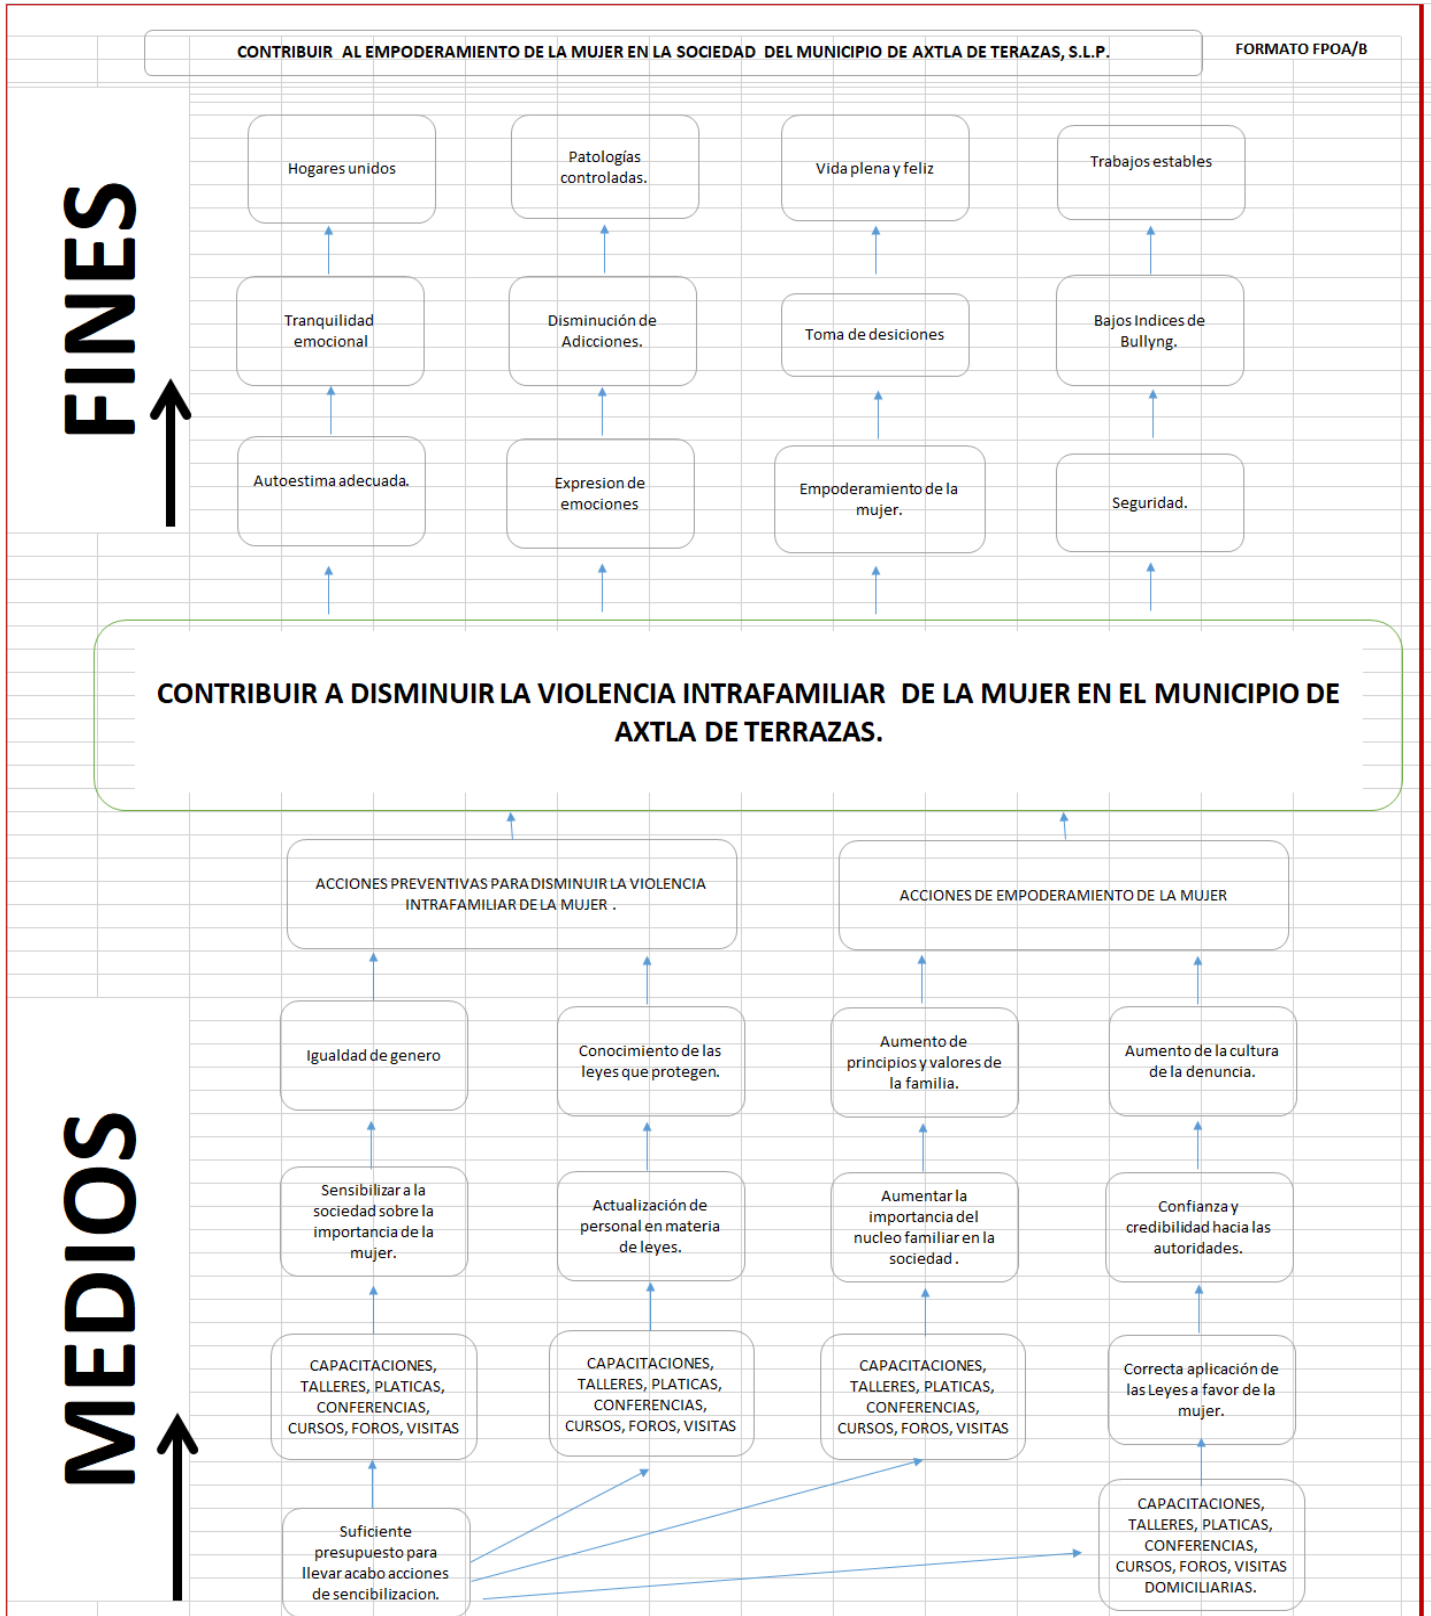 CONTRIBUIR AL EMPODERAMIENTO DE LA MUJER EN LA SOCIEDAD DEL MUNICIPIO DE AXTLA DE TERAZAS, S.L.P.
FORMATO FPOA/B
FINES
Hogares unidos
Patologías
controladas.
Vida plena y feliz
Trabajos estables
Tranquilidad
emocional
Disminución de
Adicciones.
Toma de desiciones
Bajos Indices de
Bullyng.
Autoestima adecuada.
Expresion de
emociones
Empoderamiento de la
mujer.
Seguridad.
CONTRIBUIR A DISMINUIR LA VIOLENCIA INTRAFAMILIAR DE LA MUJER EN EL MUNICIPIO DE
AXTLA DE TERRAZAS.
ACCIONES PREVENTIVAS PARA DISMINUIR LA VIOLENCIA
INTRAFAMILIAR DE LA MUJER .
ACCIONES DE EMPODERAMIENTO DE LA MUJER
MEDIOS
Igualdad de genero
Conocimiento de las
leyes que protegen.
Aumento de
principios y valores de
la familia.
Aumento de la cultura
de la denuncia.
Sensibilizar a la
sociedad sobre la
importancia de la
mujer.
Actualización de
personal en materia
de leyes.
Aumentar la
importancia del
nucleo familiar en la
sociedad .
Confianza y
credibilidad hacia las
autoridades.
CAPACITACIONES,
TALLERES, PLATICAS,
CONFERENCIAS,
CURSOS, FOROS, VISITAS
CAPACITACIONES,
TALLERES, PLATICAS,
CONFERENCIAS,
CURSOS, FOROS, VISITAS
CAPACITACIONES,
TALLERES, PLATICAS,
CONFERENCIAS,
CURSOS, FOROS, VISITAS
Correcta aplicación de
las Leyes a favor de la
mujer.
Suficiente
presupuesto para
llevar acabo acciones
de sencibilizacion.
CAPACITACIONES,
TALLERES, PLATICAS,
CONFERENCIAS,
CURSOS, FOROS, VISITAS
DOMICILIARIAS.